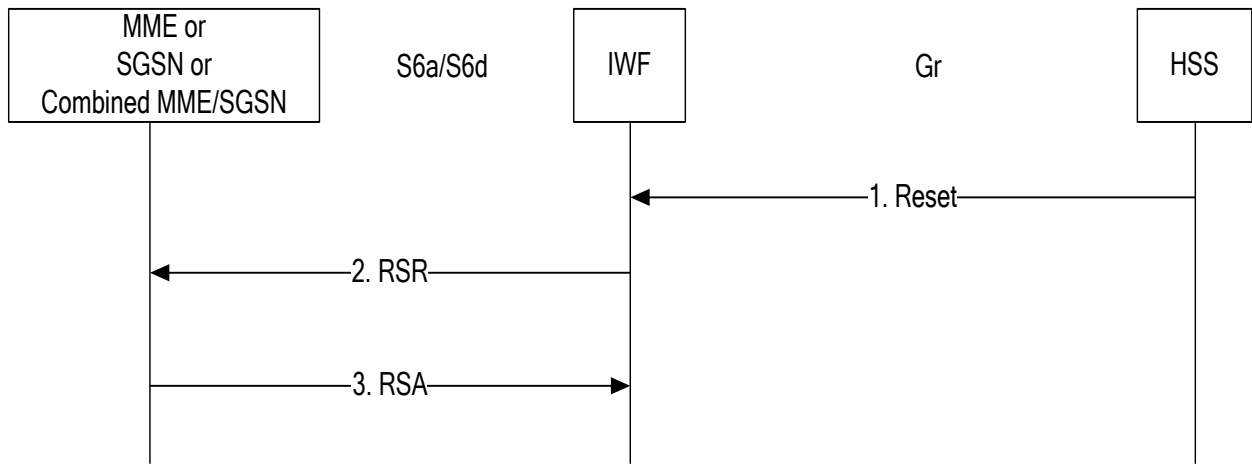 MME or
SGSN or
Combined MME/SGSN
S6a/S6d
IWF
Gr
HSS
1. Reset
2. RSR
3. RSA